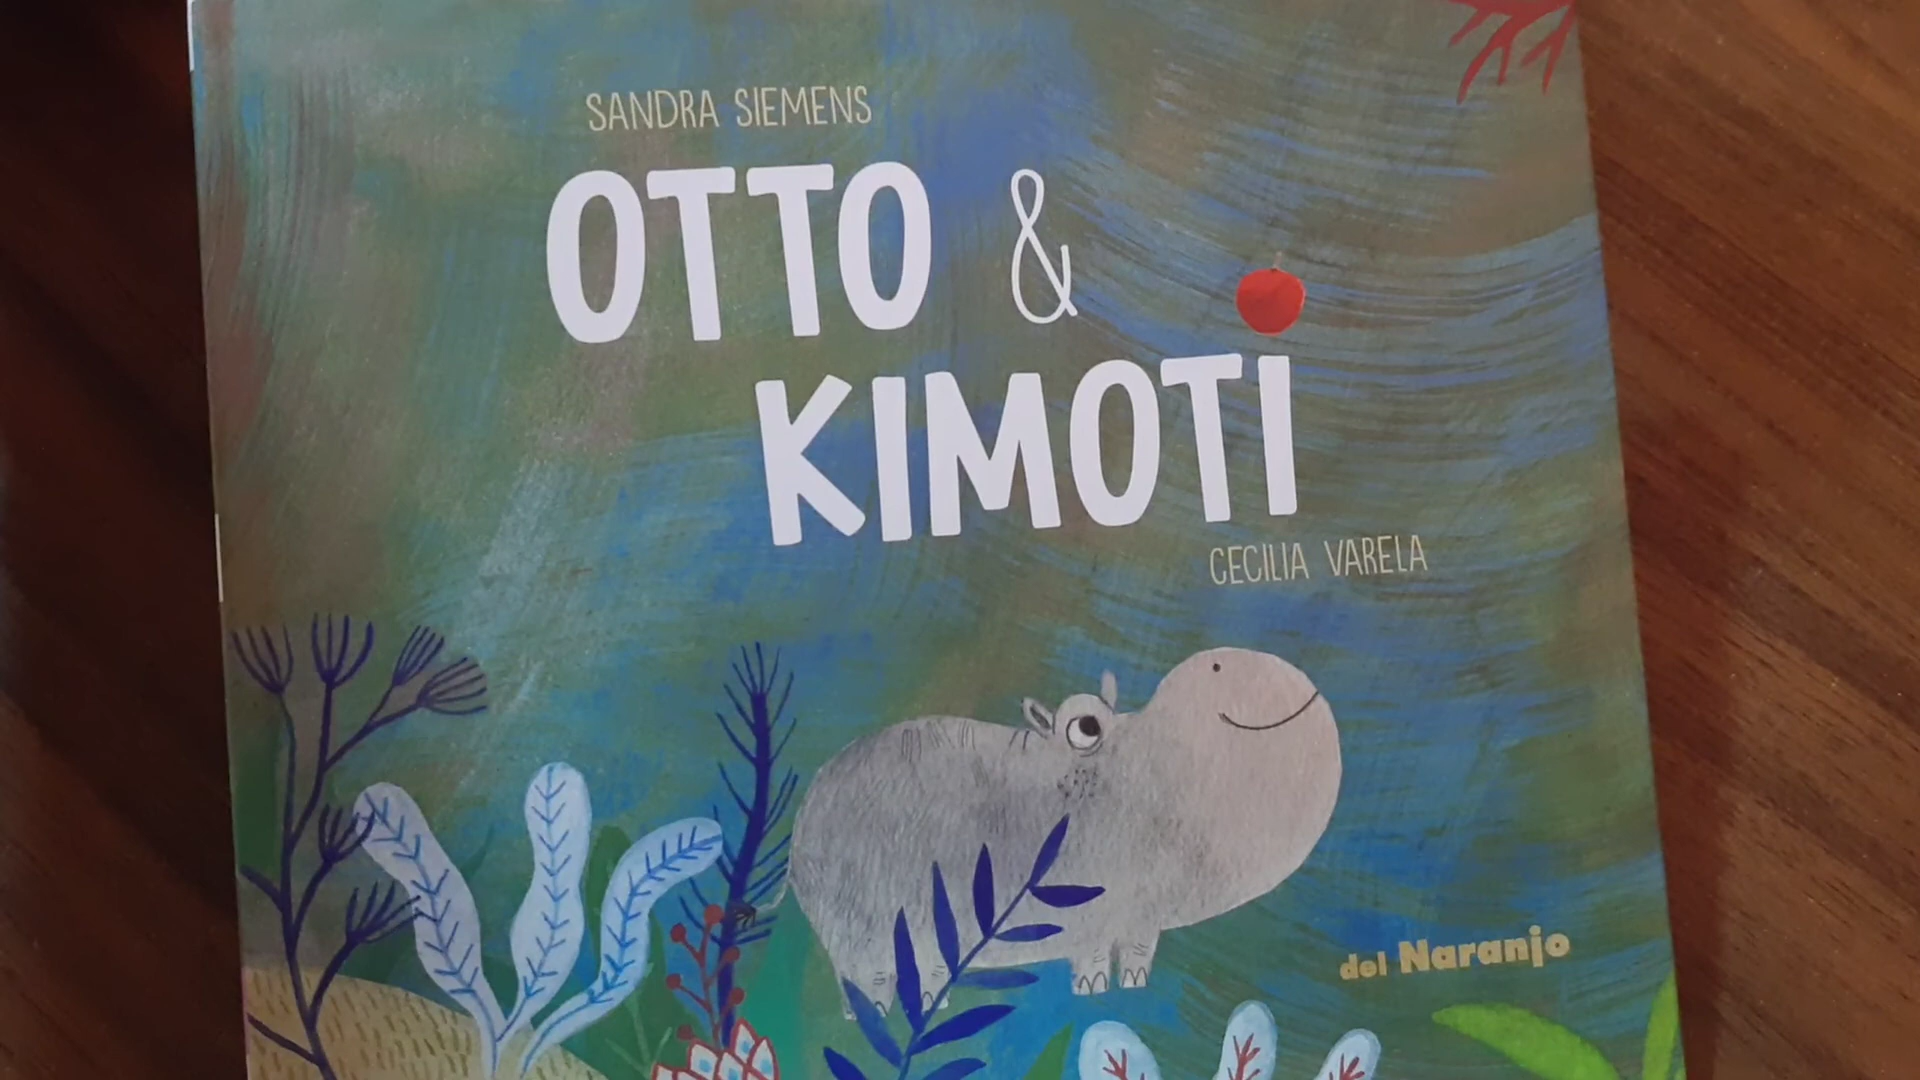 SANDRA SIEMENS
OTTO &
KIMOTI
CECILIA VARELA
del Naranjo